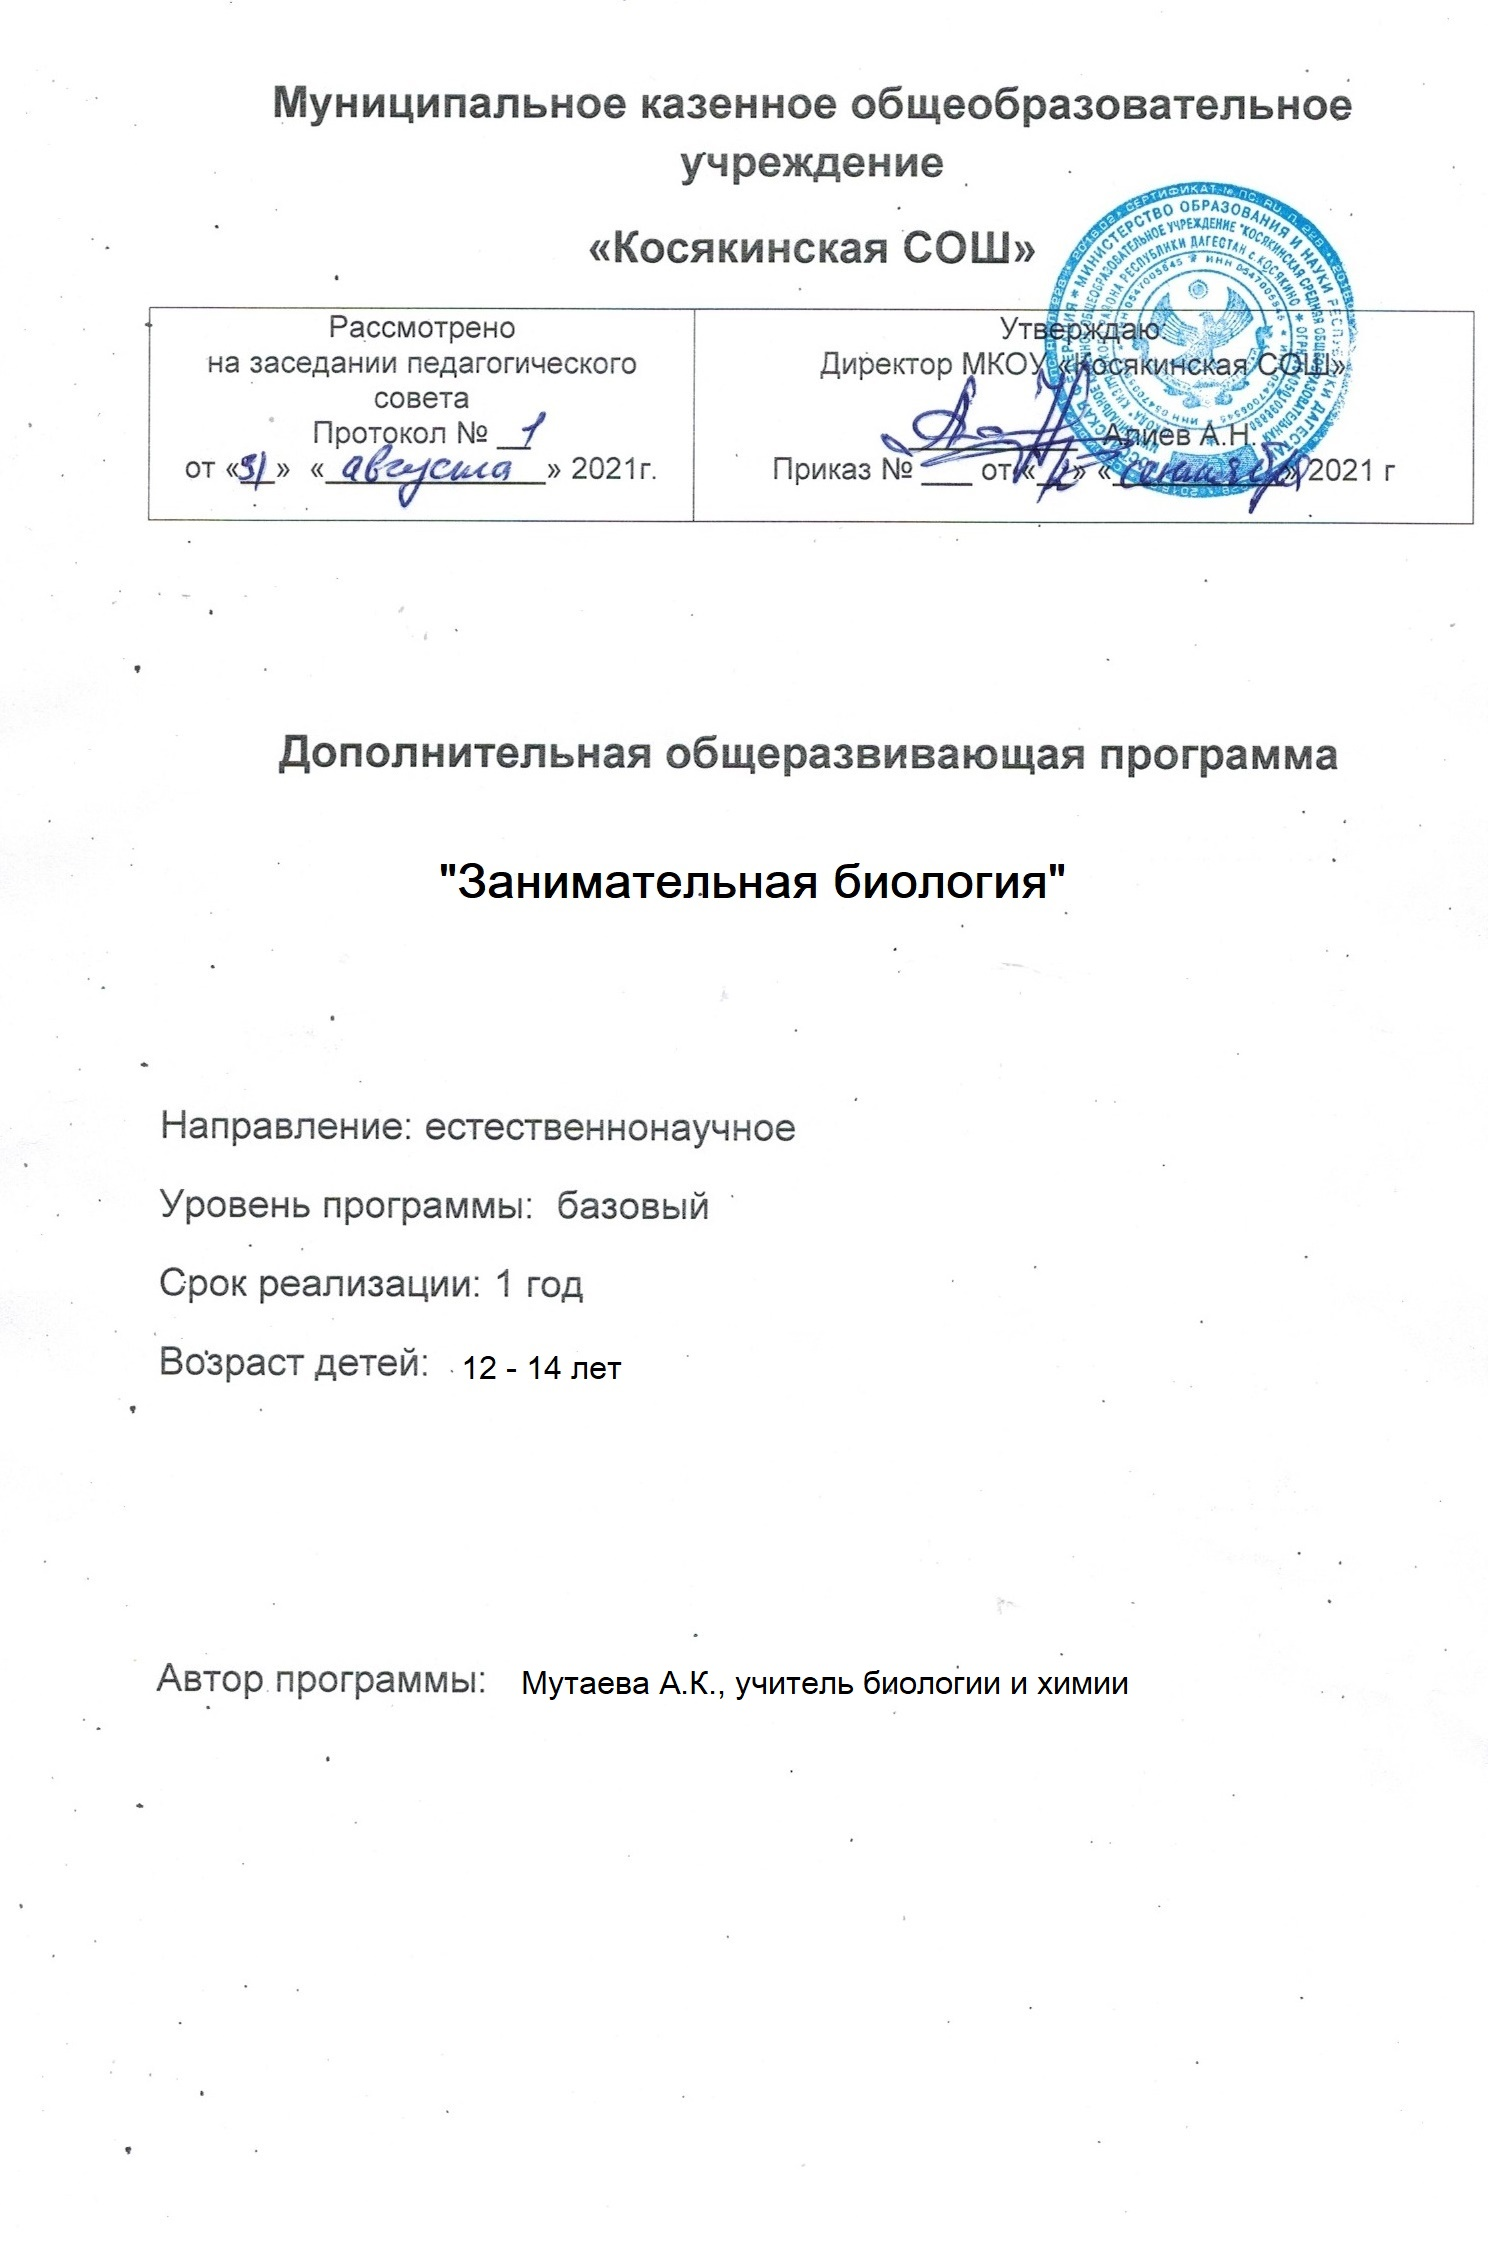 Муниципальное казенное общеобразовательное
учреждение
«Косякинская СОШ»
Рассмотрено
на заседании педагогического
совета
Протокол № 1
от «31» «августа» 2021г.
Утверждаю
Директор МКОУ «Косякинская СОШ»
Алиев А.Н.
Приказ № ___ от «__» «сентября» 2021 г
Дополнительная общеразвивающая программа
"Занимательная биология"
Направление: естественнонаучное
Уровень программы: базовый
Срок реализации: 1 год
Возраст детей: 12 - 14 лет
Автор программы: Мутаева А.К., учитель биологии и химии